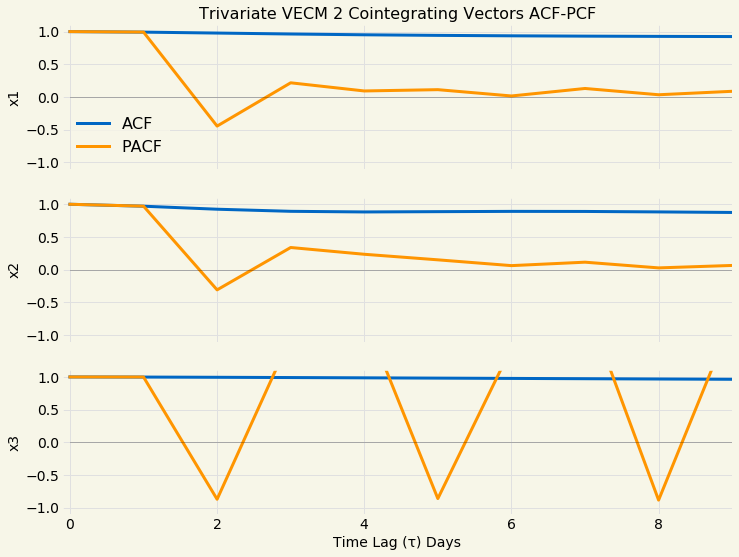 Trivariate VECM 2 Cointegrating Vectors ACF-PCF
1.0
0.5
0.0
−0.5
−1.0
x1
ACF
PACF
1.0
0.5
0.0
−0.5
−1.0
x2
1.0
0.5
0.0
−0.5
−1.0
x3
0 2 4 6 8
Time Lag (τ) Days